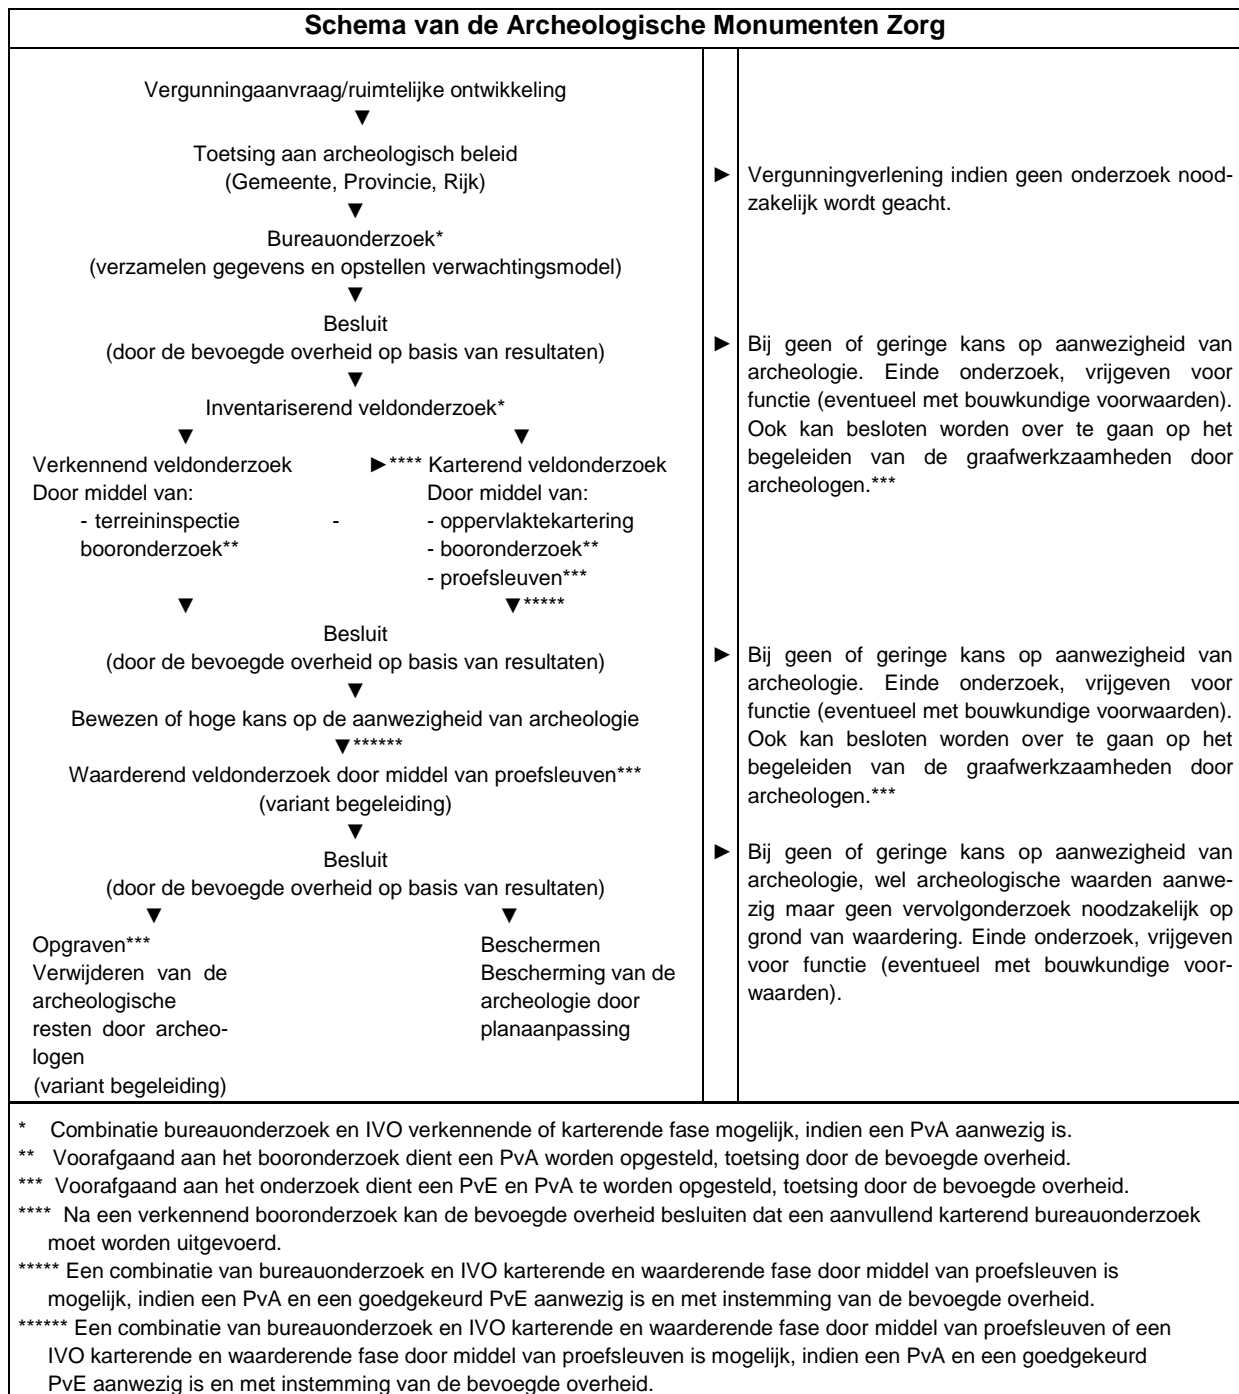 Schema van de Archeologische Monumenten Zorg
Vergunningaanvraag/ruimtelijke ontwikkeling
▼
Toetsing aan archeologisch beleid
(Gemeente, Provincie, Rijk)
▼
Bureauonderzoek*
(verzamelen gegevens en opstellen verwachtingsmodel)
▼
Besluit
(door de bevoegde overheid op basis van resultaten)
▼
Inventariserend veldonderzoek*
▼ ▼
Verkennend veldonderzoek ►**** Karterend veldonderzoek
Door middel van: Door middel van:
- terreininspectie - - oppervlaktekartering
booronderzoek** - booronderzoek**
- proefsleuven***
▼ ▼*****
Besluit
(door de bevoegde overheid op basis van resultaten)
▼
Bewezen of hoge kans op de aanwezigheid van archeologie
▼******
Waarderend veldonderzoek door middel van proefsleuven***
(variant begeleiding)
▼
Besluit
(door de bevoegde overheid op basis van resultaten)
▼ ▼
Opgraven*** Beschermen
Verwijderen van de Bescherming van de
archeologische archeologie door
resten door archeo- planaanpassing
logen
(variant begeleiding)
► Vergunningverlening indien geen onderzoek nood-
zakelijk wordt geacht.
► Bij geen of geringe kans op aanwezigheid van
archeologie. Einde onderzoek, vrijgeven voor
functie (eventueel met bouwkundige voorwaarden).
Ook kan besloten worden over te gaan op het
begeleiden van de graafwerkzaamheden door
archeologen.***
► Bij geen of geringe kans op aanwezigheid van
archeologie. Einde onderzoek, vrijgeven voor
functie (eventueel met bouwkundige voorwaarden).
Ook kan besloten worden over te gaan op het
begeleiden van de graafwerkzaamheden door
archeologen.***
► Bij geen of geringe kans op aanwezigheid van
archeologie, wel archeologische waarden aanwe-
zig maar geen vervolgonderzoek noodzakelijk op
grond van waardering. Einde onderzoek, vrijgeven
voor functie (eventueel met bouwkundige voor-
waarden).
* Combinatie bureauonderzoek en IVO verkennende of karterende fase mogelijk, indien een PvA aanwezig is.
** Voorafgaand aan het booronderzoek dient een PvA worden opgesteld, toetsing door de bevoegde overheid.
*** Voorafgaand aan het onderzoek dient een PvE en PvA te worden opgesteld, toetsing door de bevoegde overheid.
**** Na een verkennend booronderzoek kan de bevoegde overheid besluiten dat een aanvullend karterend bureauonderzoek
moet worden uitgevoerd.
***** Een combinatie van bureauonderzoek en IVO karterende en waarderende fase door middel van proefsleuven is
mogelijk, indien een PvA en een goedgekeurd PvE aanwezig is en met instemming van de bevoegde overheid.
****** Een combinatie van bureauonderzoek en IVO karterende en waarderende fase door middel van proefsleuven of een
IVO karterende en waarderende fase door middel van proefsleuven is mogelijk, indien een PvA en een goedgekeurd
PvE aanwezig is en met instemming van de bevoegde overheid.